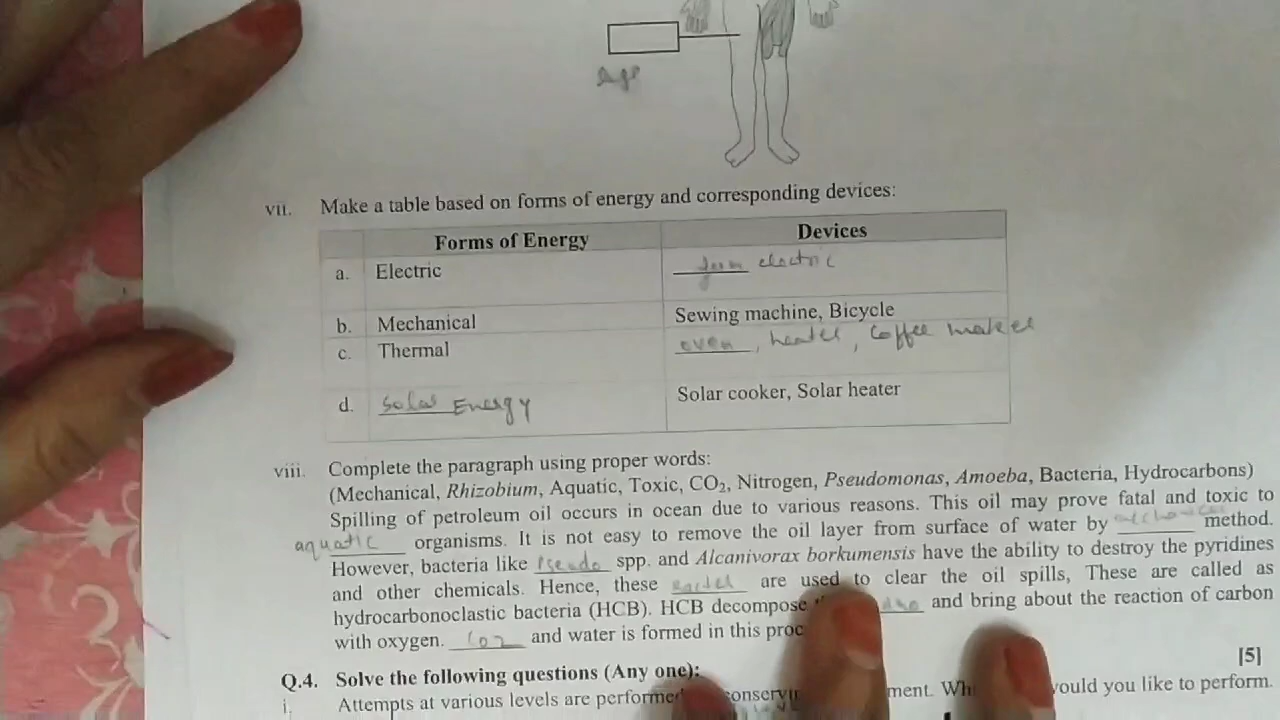 Age
vii. Make a table based on forms of energy and corresponding devices:
Forms of Energy Devices
a. Electric electric
b. Mechanical Sewing machine, Bicycle
c. Thermal oven, heater, coffee maker
d. Solar Energy Solar cooker, Solar heater
viii. Complete the paragraph using proper words:
(Mechanical, Rhizobium, Aquatic, Toxic, CO₂, Nitrogen, Pseudomonas, Amoeba, Bacteria, Hydrocarbons)
Spilling of petroleum oil occurs in ocean due to various reasons. This oil may prove fatal and toxic to
aquatic organisms. It is not easy to remove the oil layer from surface of water by mechanical method.
However, bacteria like Pseudo spp. and Alcanivorax borkumensis have the ability to destroy the pyridines
and other chemicals. Hence, these Bacter are used to clear the oil spills, These are called as
hydrocarbonoclastic bacteria (HCB). HCB decompose and bring about the reaction of carbon
with oxygen. Co2 and water is formed in this proc
Q.4. Solve the following questions (Any one): [5]
i. Attempts at various levels are performed ment. Wh would you like to perform.